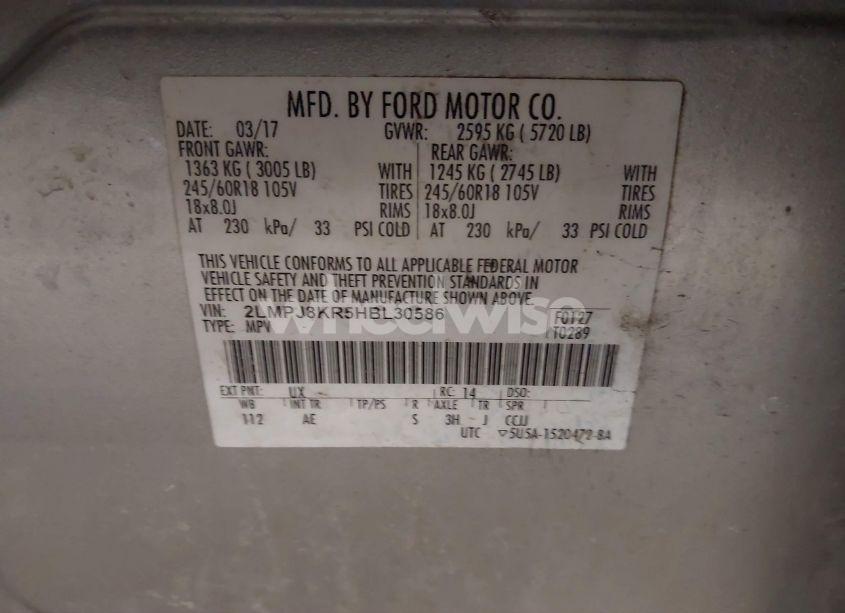 MFD. BY FORD MOTOR CO.
DATE: 03/17 GVWR: 2595 KG ( 5720 LB)
FRONT GAWR: REAR GAWR:
1363 KG ( 3005 LB) WITH 1245 KG ( 2745 LB) WITH
245/60R18 105V TIRES 245/60R18 105V TIRES
18x8.0J RIMS 18x8.0J RIMS
AT 230 kPa/ 33 PSI COLD AT 230 kPa/ 33 PSI COLD
THIS VEHICLE CONFORMS TO ALL APPLICABLE FEDERAL MOTOR
VEHICLE SAFETY AND THEFT PREVENTION STANDARDS IN
EFFECT ON THE DATE OF MANUFACTURE SHOWN ABOVE.
VIN: 2LMPJ8KR5HBL30586 F0127
TYPE: MPV T0289
wheelwise
EXT PNT: UX RC: 14 DSO:
WB INT TR TP/PS R AXLE TR SPR
112 AE S 3H J CCJJ
UTC ▽5U5A-1520472-BA